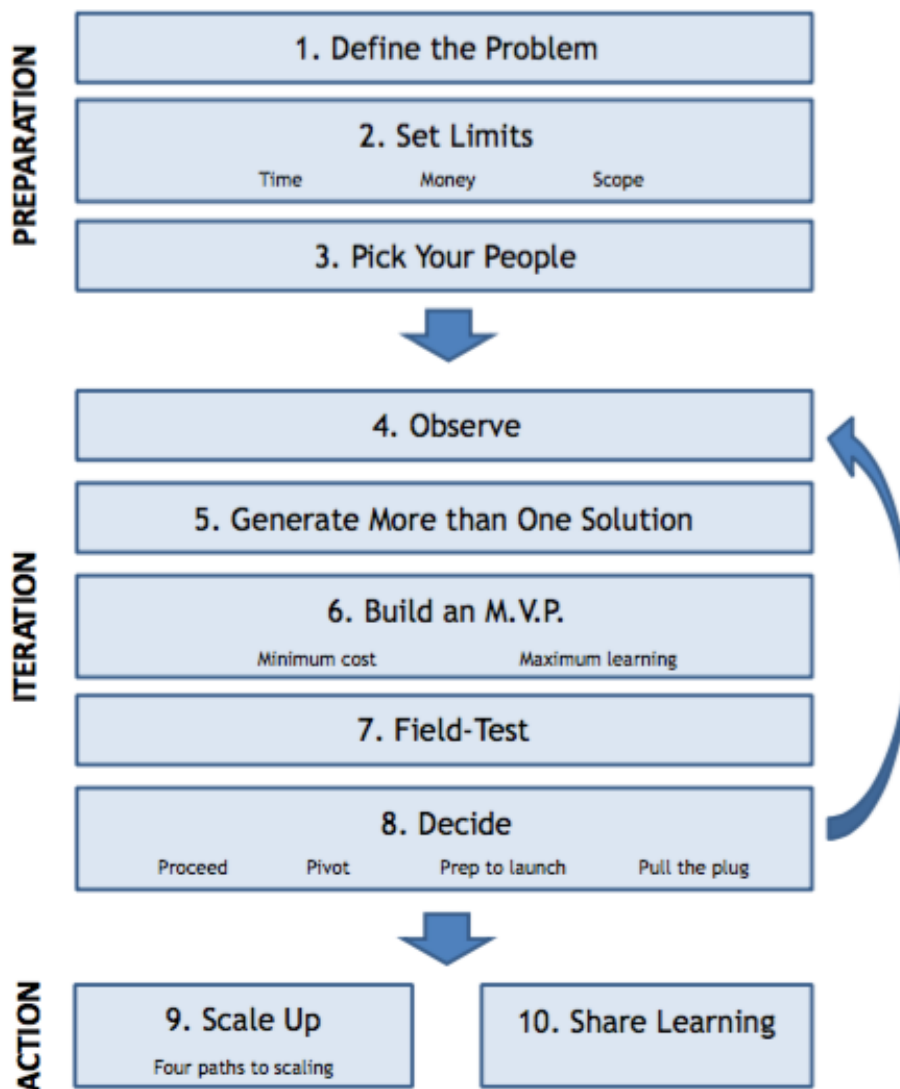 PREPARATION
1. Define the Problem
2. Set Limits
Time Money Scope
3. Pick Your People
ITERATION
4. Observe
5. Generate More than One Solution
6. Build an M.V.P.
Minimum cost Maximum learning
7. Field-Test
8. Decide
Proceed Pivot Prep to launch Pull the plug
ACTION
9. Scale Up
Four paths to scaling
10. Share Learning